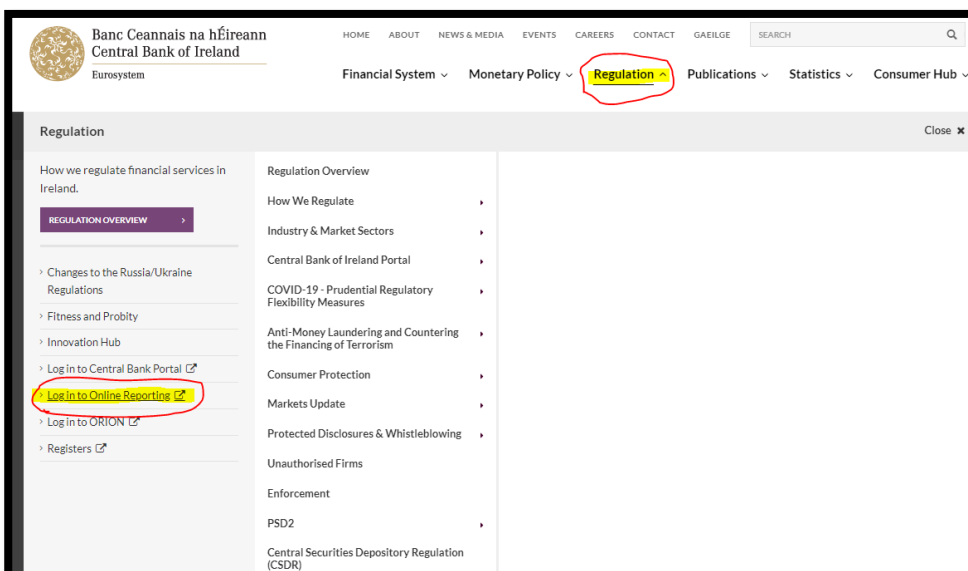 Banc Ceannais na hÉireann
Central Bank of Ireland
Eurosystem
HOME ABOUT NEWS & MEDIA EVENTS CAREERS CONTACT GAEILGE SEARCH
Financial System Monetary Policy Regulation Publications Statistics Consumer Hub
Regulation Close ✖
How we regulate financial services in
Ireland.
REGULATION OVERVIEW ›
› Changes to the Russia/Ukraine
Regulations
› Fitness and Probity
› Innovation Hub
› Log in to Central Bank Portal
› Log in to Online Reporting
› Log in to ORION
› Registers
Regulation Overview
How We Regulate
Industry & Market Sectors
Central Bank of Ireland Portal
COVID-19 - Prudential Regulatory
Flexibility Measures
Anti-Money Laundering and Countering
the Financing of Terrorism
Consumer Protection
Markets Update
Protected Disclosures & Whistleblowing
Unauthorised Firms
Enforcement
PSD2
Central Securities Depository Regulation
(CSDR)